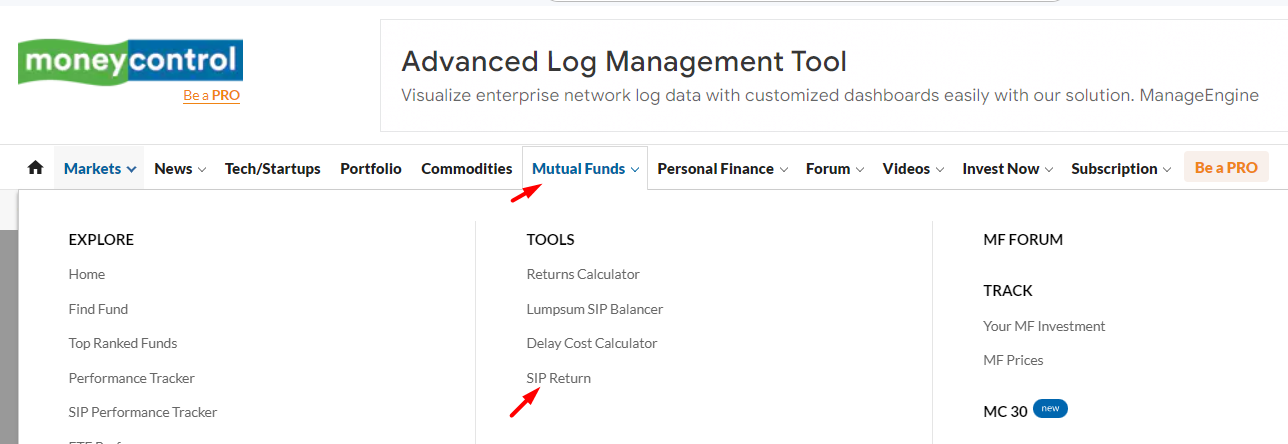 moneycontrol
Be a PRO
Advanced Log Management Tool
Visualize enterprise network log data with customized dashboards easily with our solution. ManageEngine
Markets News Tech/Startups Portfolio Commodities Mutual Funds Personal Finance Forum Videos Invest Now Subscription Be a PRO
EXPLORE
Home
Find Fund
Top Ranked Funds
Performance Tracker
SIP Performance Tracker
TOOLS
Returns Calculator
Lumpsum SIP Balancer
Delay Cost Calculator
SIP Return
MF FORUM
TRACK
Your MF Investment
MF Prices
MC 30 new